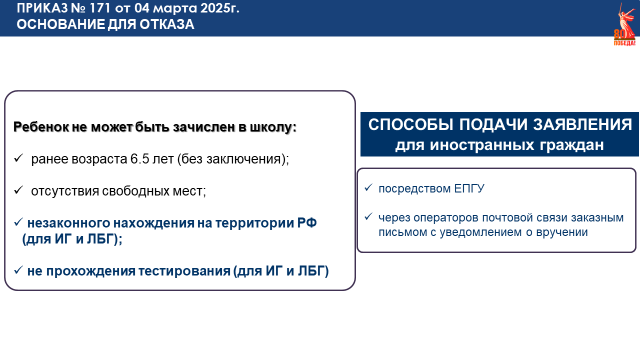 ПРИКАЗ № 171 от 04 марта 2025г.
ОСНОВАНИЕ ДЛЯ ОТКАЗА
80
ПОБЕДА!
Ребенок не может быть зачислен в школу:
✓ ранее возраста 6.5 лет (без заключения);
✓ отсутствия свободных мест;
✓ незаконного нахождения на территории РФ
(для ИГ и ЛБГ);
✓ не прохождения тестирования (для ИГ и ЛБГ)
СПОСОБЫ ПОДАЧИ ЗАЯВЛЕНИЯ
для иностранных граждан
✓ посредством ЕПГУ
✓ через операторов почтовой связи заказным
письмом с уведомлением о вручении